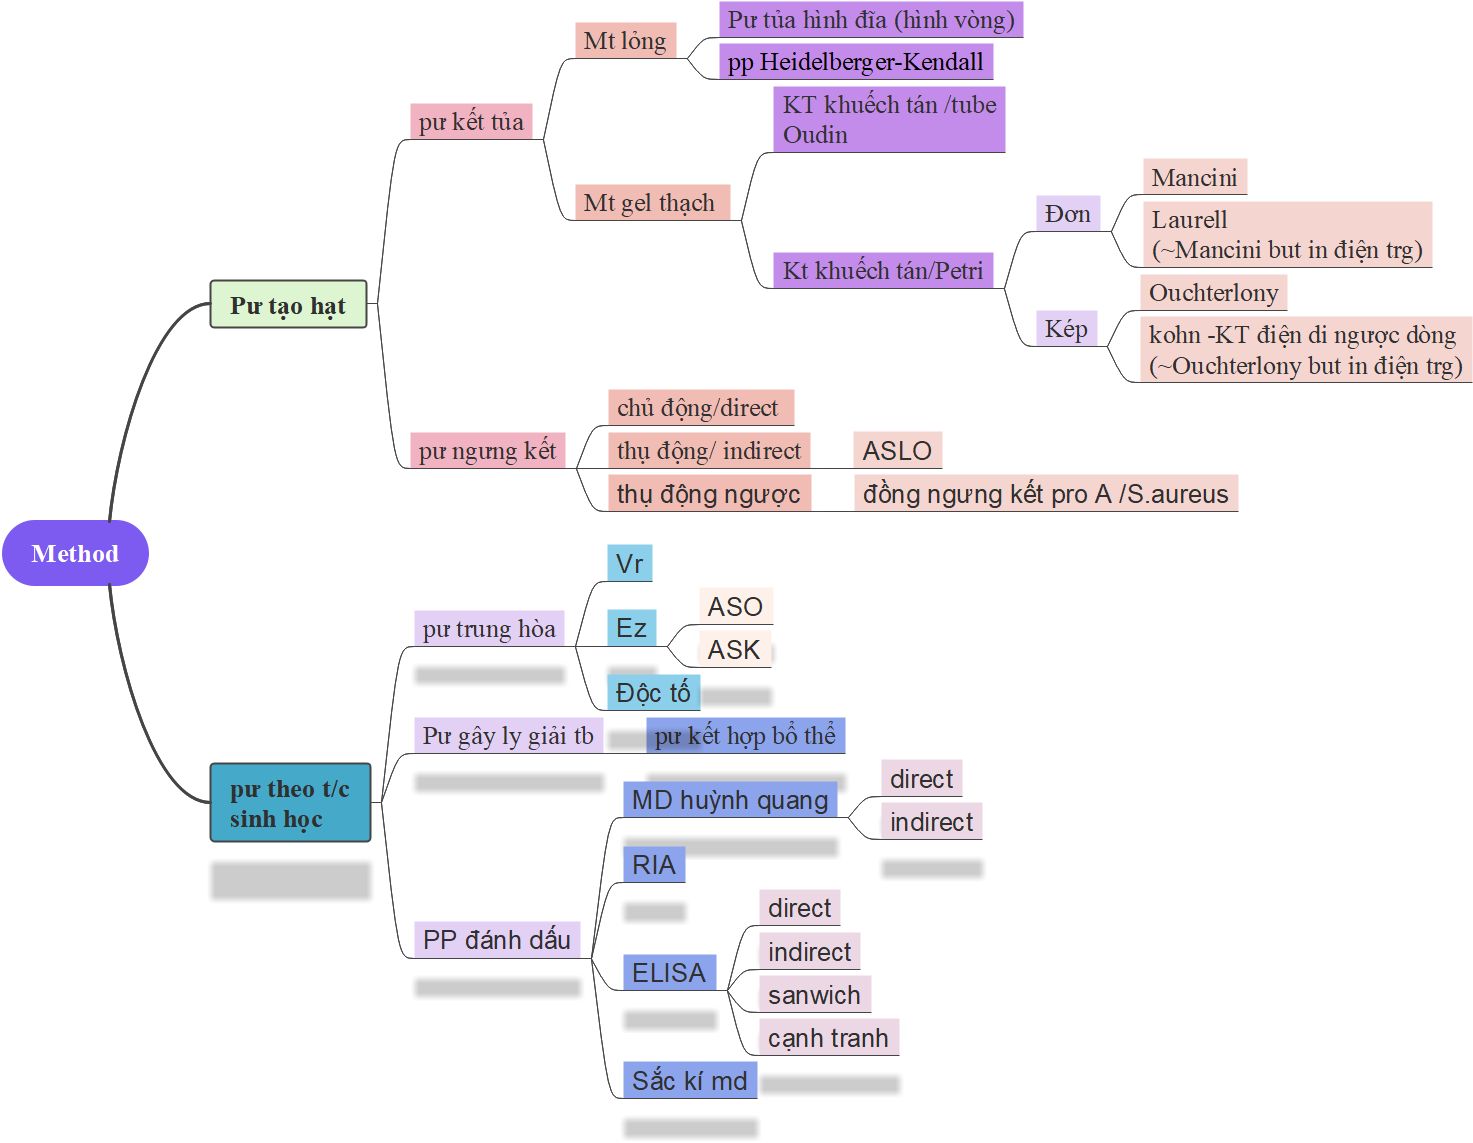 Method
Pư tạo hạt
pư kết tủa
Mt lỏng
Pư tủa hình đĩa (hình vòng)
pp Heidelberger-Kendall
Mt gel thạch
KT khuếch tán /tube
Oudin
Kt khuếch tán/Petri
Đơn
Mancini
Laurell
(~Mancini but in điện trg)
Kép
Ouchterlony
kohn -KT điện di ngược dòng
(~Ouchterlony but in điện trg)
pư ngưng kết
chủ động/direct
thụ động/ indirect
ASLO
thụ động ngược
đồng ngưng kết pro A /S.aureus
pư theo t/c
sinh học
pư trung hòa
Vr
Ez
ASO
ASK
Độc tố
Pư gây ly giải tb
pư kết hợp bổ thể
PP đánh dấu
MD huỳnh quang
direct
indirect
RIA
ELISA
direct
indirect
sanwich
cạnh tranh
Sắc kí md